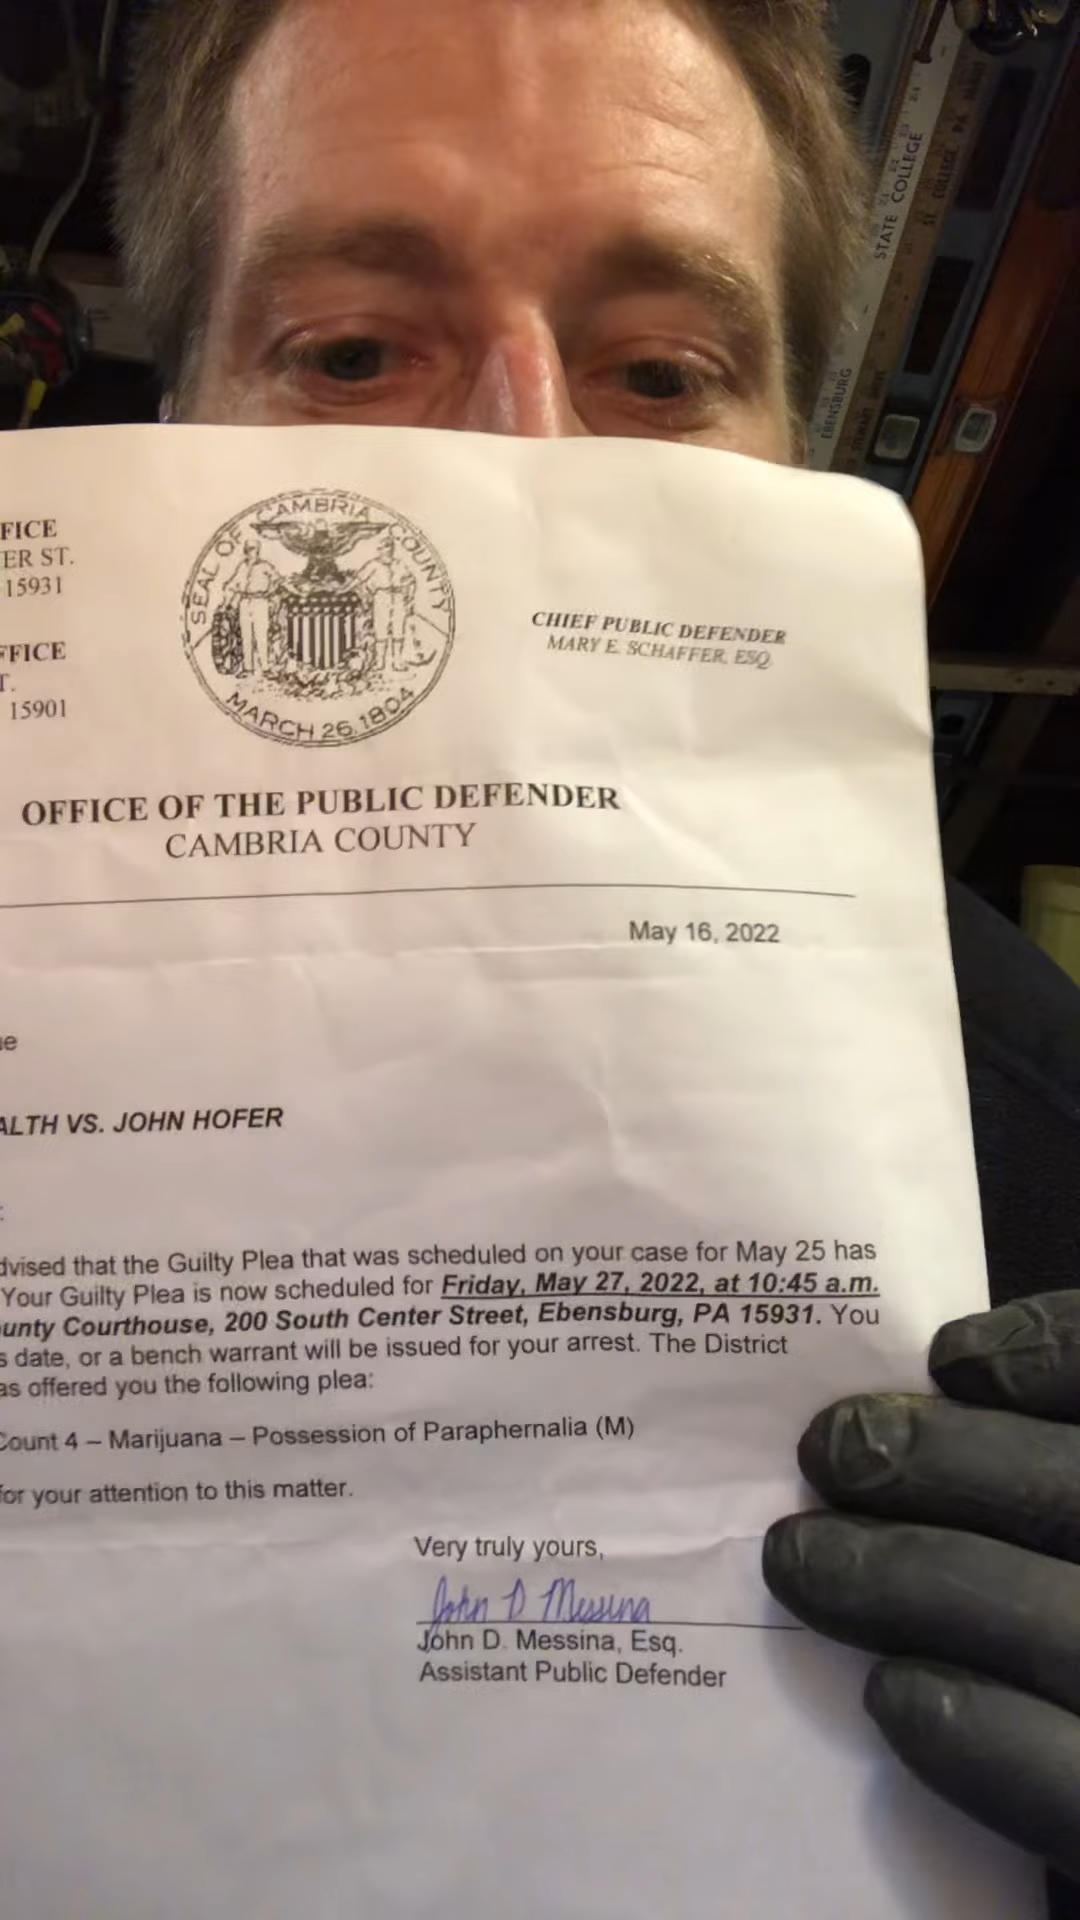 FICE
ER ST.
15931
FFICE
T.
15901
SEAL OF CAMBRIA COUNTY
MARCH 26, 1804
CHIEF PUBLIC DEFENDER
MARY E. SCHAFFER, ESQ.
OFFICE OF THE PUBLIC DEFENDER
CAMBRIA COUNTY
May 16, 2022
ALTH VS. JOHN HOFER
:
dvised that the Guilty Plea that was scheduled on your case for May 25 has
Your Guilty Plea is now scheduled for Friday, May 27, 2022, at 10:45 a.m.
unty Courthouse, 200 South Center Street, Ebensburg, PA 15931. You
s date, or a bench warrant will be issued for your arrest. The District
as offered you the following plea:
Count 4 – Marijuana – Possession of Paraphernalia (M)
for your attention to this matter.
Very truly yours,
John D Messina
John D. Messina, Esq.
Assistant Public Defender
STATE COLLEGE
EBENSBURG
ST. COLLEGE PA